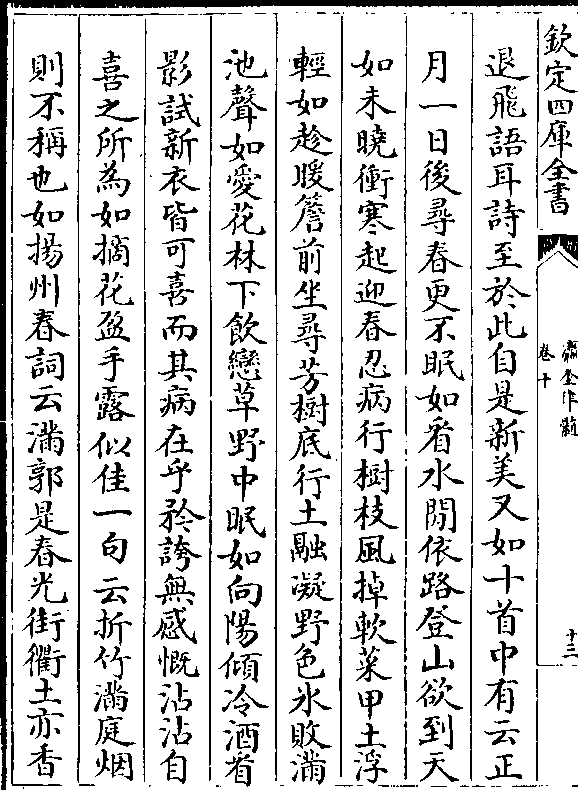 欽定四庫全書
卷十
十三
退飛語耳詩至於此自是新美又如十首中有云正
月一日後尋春更不眠如看水閒依路登山欲到天
如未曉衝寒起迎春忍病行樹枝風掉軟菜甲土浮
輕如趁暖簷前坐尋芳樹底行土融凝野色氷敗滿
池聲如愛花林下飲戀草野中眠如向陽傾冷酒看
影試新衣皆可喜而其病在乎矜誇無感慨沾沾自
喜之所為如摘花盈手露似佳一句云折竹滿庭烟
則不稱也如揚州春詞云滿郭是春光街衢土亦香